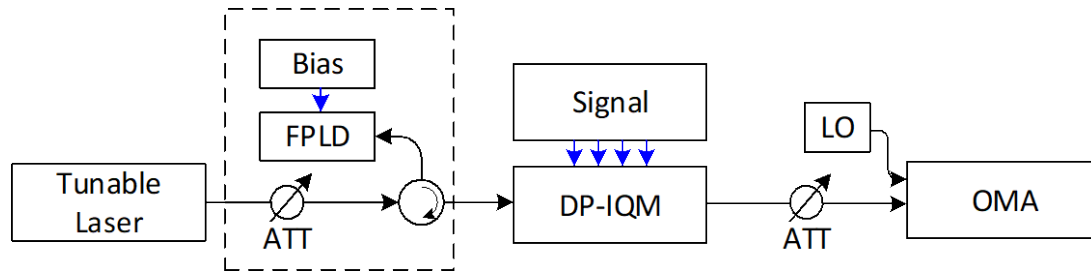 Bias
FPLD
Tunable
Laser
ATT
Signal
DP-IQM
LO
ATT
OMA